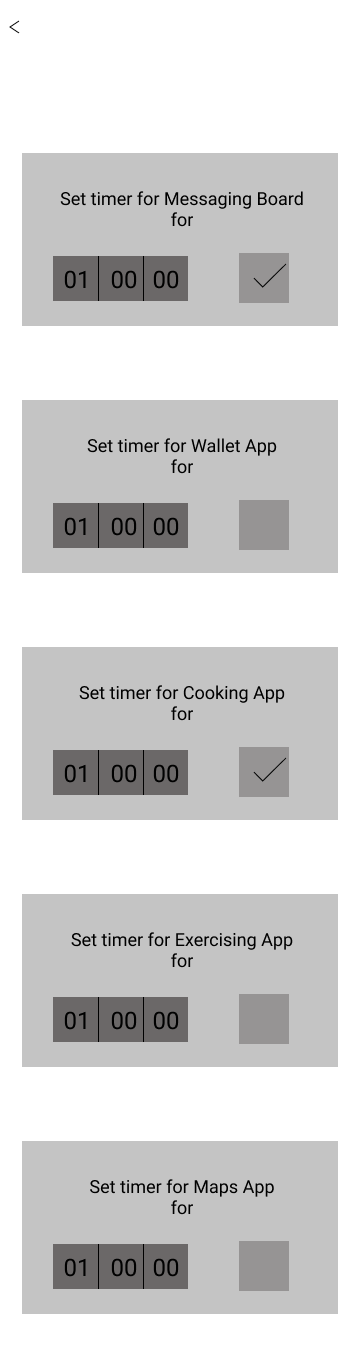 Set timer for Messaging Board
for
01 00 00
Set timer for Wallet App
for
01 00 00
Set timer for Cooking App
for
01 00 00
Set timer for Exercising App
for
01 00 00
Set timer for Maps App
for
01 00 00